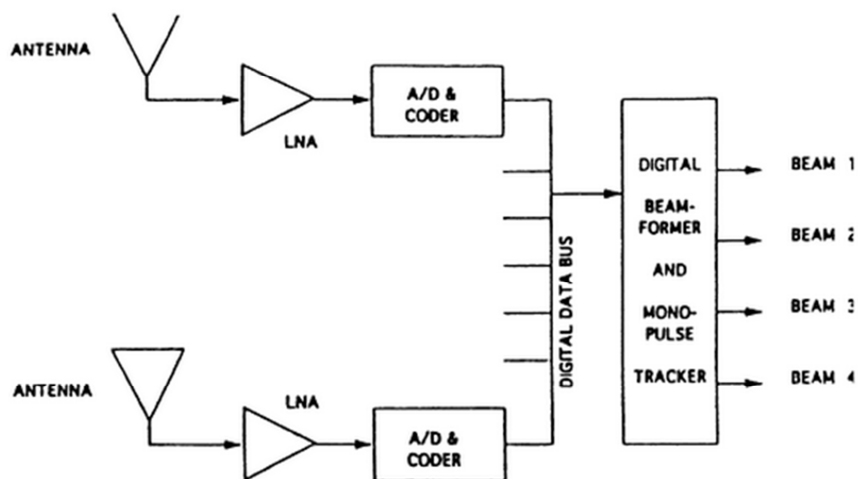 ANTENNA
LNA
A/D &
CODER
DIGITAL DATA BUS
DIGITAL
BEAM-
FORMER
AND
MONO-
PULSE
TRACKER
BEAM 1
BEAM 2
BEAM 3
BEAM 4
ANTENNA
LNA
A/D &
CODER